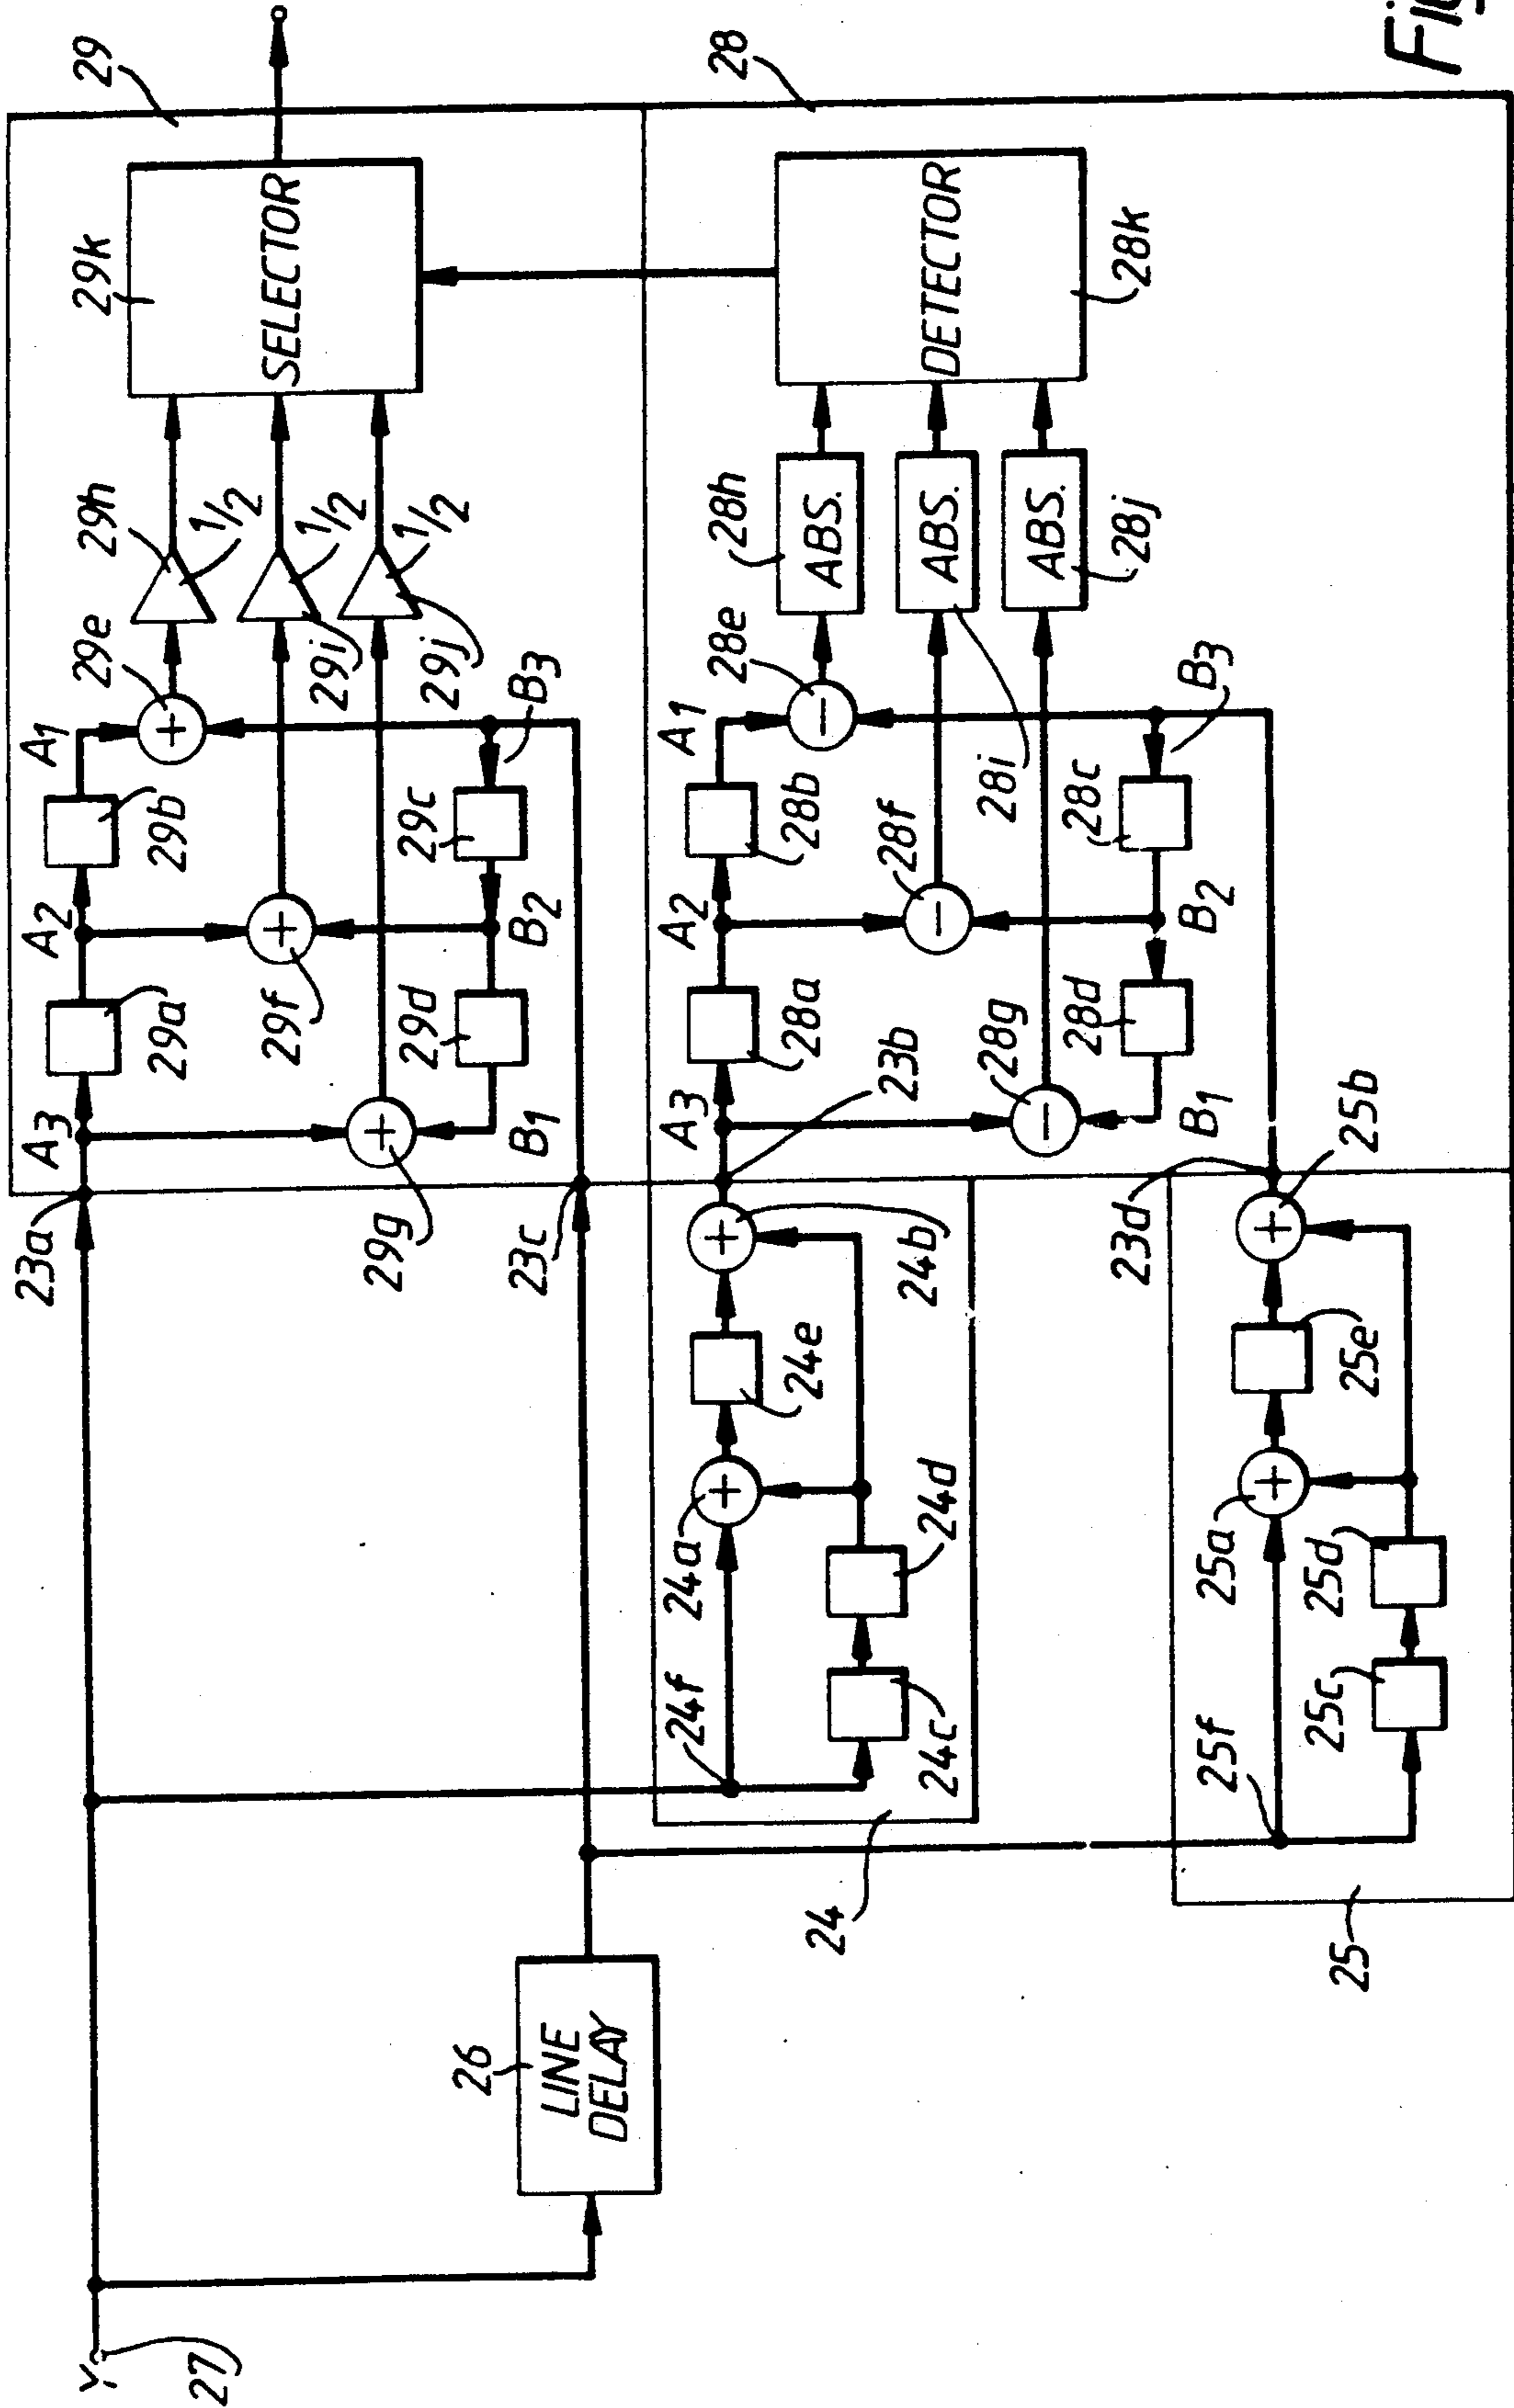 29
29k
SELECTOR
29h
1/2
1/2
1/2
29e
29i
29j
A1
29b
B3
29c
A2
B2
29a
29f
29d
A3
B1
23a
29g
23c
28
DETECTOR
28k
28h
ABS.
ABS.
ABS.
28j
28e
28i
A1
B3
28b
28f
28c
A2
B2
28a
28g
28d
A3
23b
B1
24b
23d
25b
24e
25e
24a
24d
25a
25d
24f
24c
25f
25c
24
25
26
LINE
DELAY
Y
27